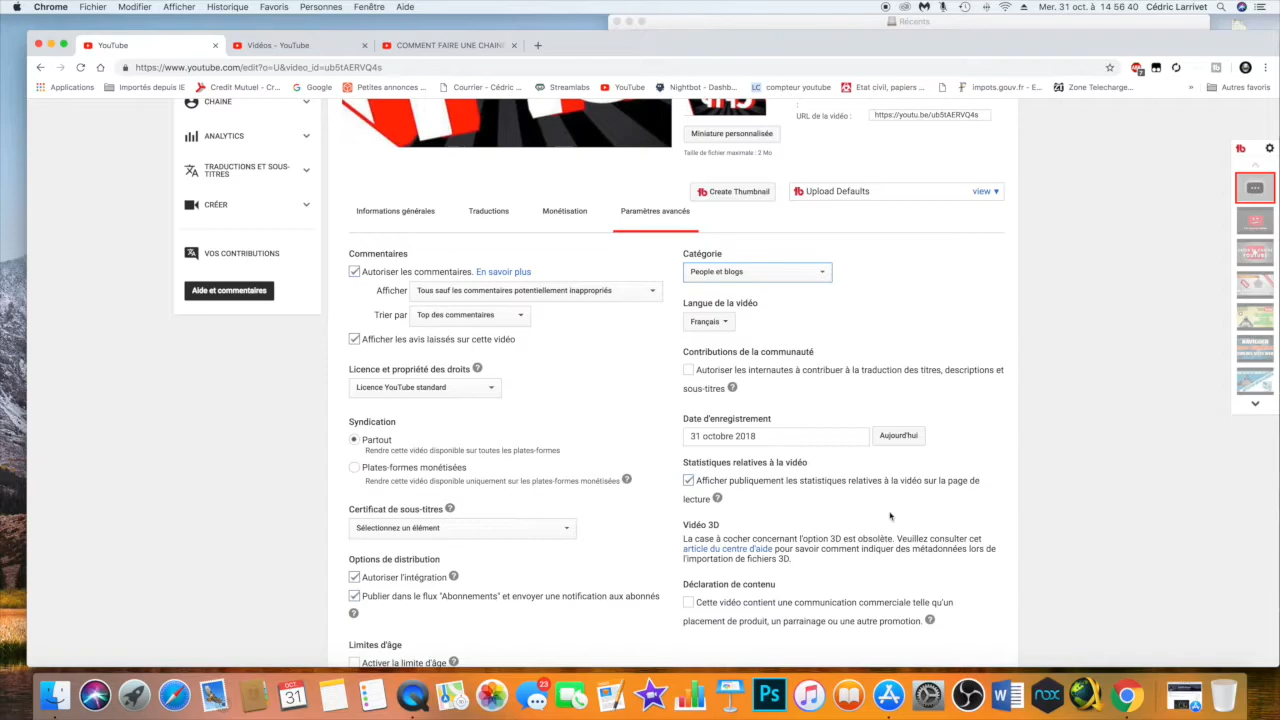 Chrome Fichier Modifier Afficher Historique Favoris Personnes Fenêtre Aide Mer. 31 oct. à 14 56 40 Cédric Larrivet
Récents
YouTube Vidéos - YouTube COMMENT FAIRE UNE CHAINE
https://www.youtube.com/edit?o=U&video_id=ub5tAERVQ4s
Applications Importés depuis IE Credit Mutuel - Cr... Google Petites annonces ... Courrier - Cédric ... Streamlabs YouTube Nightbot - Dashb... LC compteur youtube Etat civil, papiers ... impots.gouv.fr - E... Zone Telecharge... » Autres favoris
CHAÎNE
ANALYTICS
TRADUCTIONS ET SOUS-
TITRES
CRÉER
VOS CONTRIBUTIONS
Aide et commentaires
:
URL de la vidéo : https://youtu.be/ub5tAERVQ4s
Miniature personnalisée
Taille de fichier maximale : 2 Mo
Create Thumbnail Upload Defaults view ▾
Informations générales Traductions Monétisation Paramètres avancés
Commentaires
Autoriser les commentaires. En savoir plus
Afficher Tous sauf les commentaires potentiellement inappropriés
Trier par Top des commentaires
Afficher les avis laissés sur cette vidéo
Licence et propriété des droits ?
Licence YouTube standard
Syndication
Partout
Rendre cette vidéo disponible sur toutes les plates-formes
Plates-formes monétisées
Rendre cette vidéo disponible uniquement sur les plates-formes monétisées ?
Certificat de sous-titres ?
Sélectionnez un élément
Options de distribution
Autoriser l'intégration ?
Publier dans le flux "Abonnements" et envoyer une notification aux abonnés
?
Limites d'âge
Activer la limite d'âge ?
Catégorie
People et blogs
Langue de la vidéo
Français
Contributions de la communauté
Autoriser les internautes à contribuer à la traduction des titres, descriptions et
sous-titres ?
Date d'enregistrement
31 octobre 2018 Aujourd'hui
Statistiques relatives à la vidéo
Afficher publiquement les statistiques relatives à la vidéo sur la page de
lecture ?
Vidéo 3D
La case à cocher concernant l'option 3D est obsolète. Veuillez consulter cet
article du centre d'aide pour savoir comment indiquer des métadonnées lors de
l'importation de fichiers 3D.
Déclaration de contenu
Cette vidéo contient une communication commerciale telle qu'un
placement de produit, un parrainage ou une autre promotion. ?
OCT
31
23
Ps
W
nox